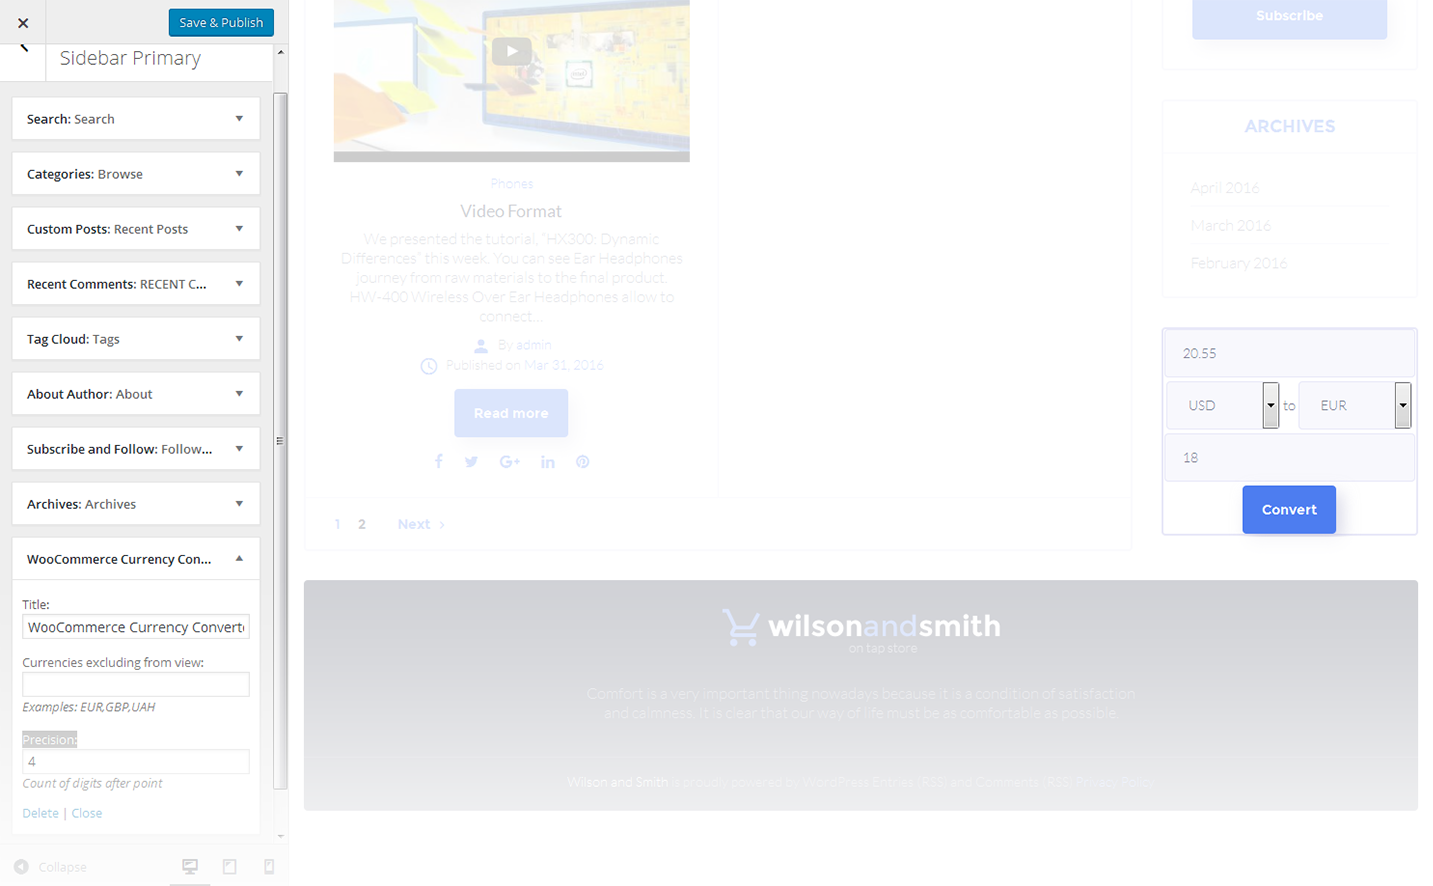 Save & Publish
Sidebar Primary
Search: Search
Categories: Browse
Custom Posts: Recent Posts
Recent Comments: RECENT C...
Tag Cloud: Tags
About Author: About
Subscribe and Follow: Follow...
Archives: Archives
WooCommerce Currency Con...
Title:
WooCommerce Currency Converte
Currencies excluding from view:
Examples: EUR,GBP,UAH
Precision:
4
Count of digits after point
Delete | Close
Collapse
Phones
Video Format
We presented the tutorial, "HX300: Dynamic
Differences" this week. You can see Ear Headphones
journey from raw materials to the final product.
HW-400 Wireless Over Ear Headphones allow to
connect...
By admin
Published on Mar 31, 2016
Read more
1 2 Next
Subscribe
ARCHIVES
April 2016
March 2016
February 2016
20.55
USD to EUR
18
Convert
wilsonandsmith
on tap store
Comfort is a very important thing nowadays because it is a condition of satisfaction
and calmness. It is clear that our way of life must be as comfortable as possible.
Wilson and Smith is proudly powered by WordPress Entries (RSS) and Comments (RSS) Privacy Policy